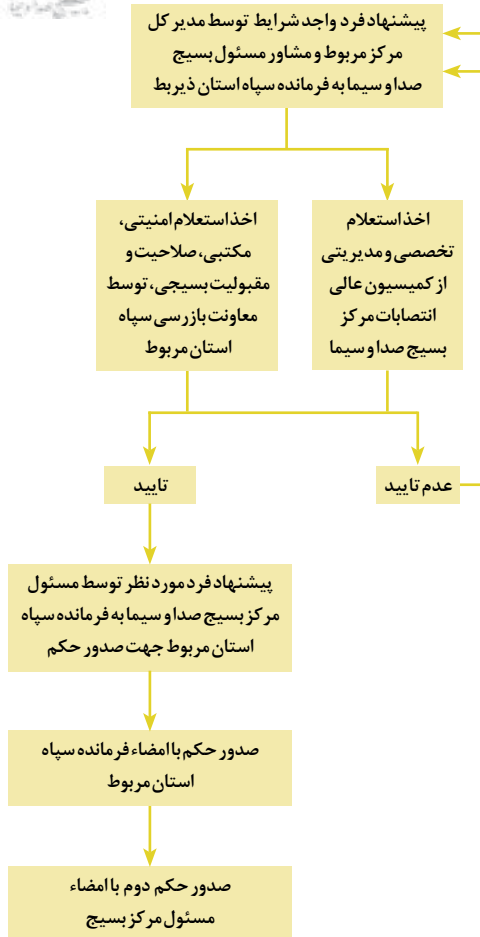 پیشنهاد فرد واجد شرایط توسط مدیر کل
مرکز مربوط و مشاور مسئول بسیج
صدا و سیما به فرمانده سپاه استان ذیربط
اخذ استعلام
تخصصی و مدیریتی
از کمیسیون عالی
انتصابات مرکز
بسیج صدا و سیما
اخذ استعلام امنیتی،
مکتبی، صلاحیت و
مقبولیت بسیجی، توسط
معاونت بازرسی سپاه
استان مربوط
عدم تایید
تایید
پیشنهاد فرد مورد نظر توسط مسئول
مرکز بسیج صدا و سیما به فرمانده سپاه
استان مربوط جهت صدور حکم
صدور حکم با امضاء فرمانده سپاه
استان مربوط
صدور حکم دوم با امضاء
مسئول مرکز بسیج